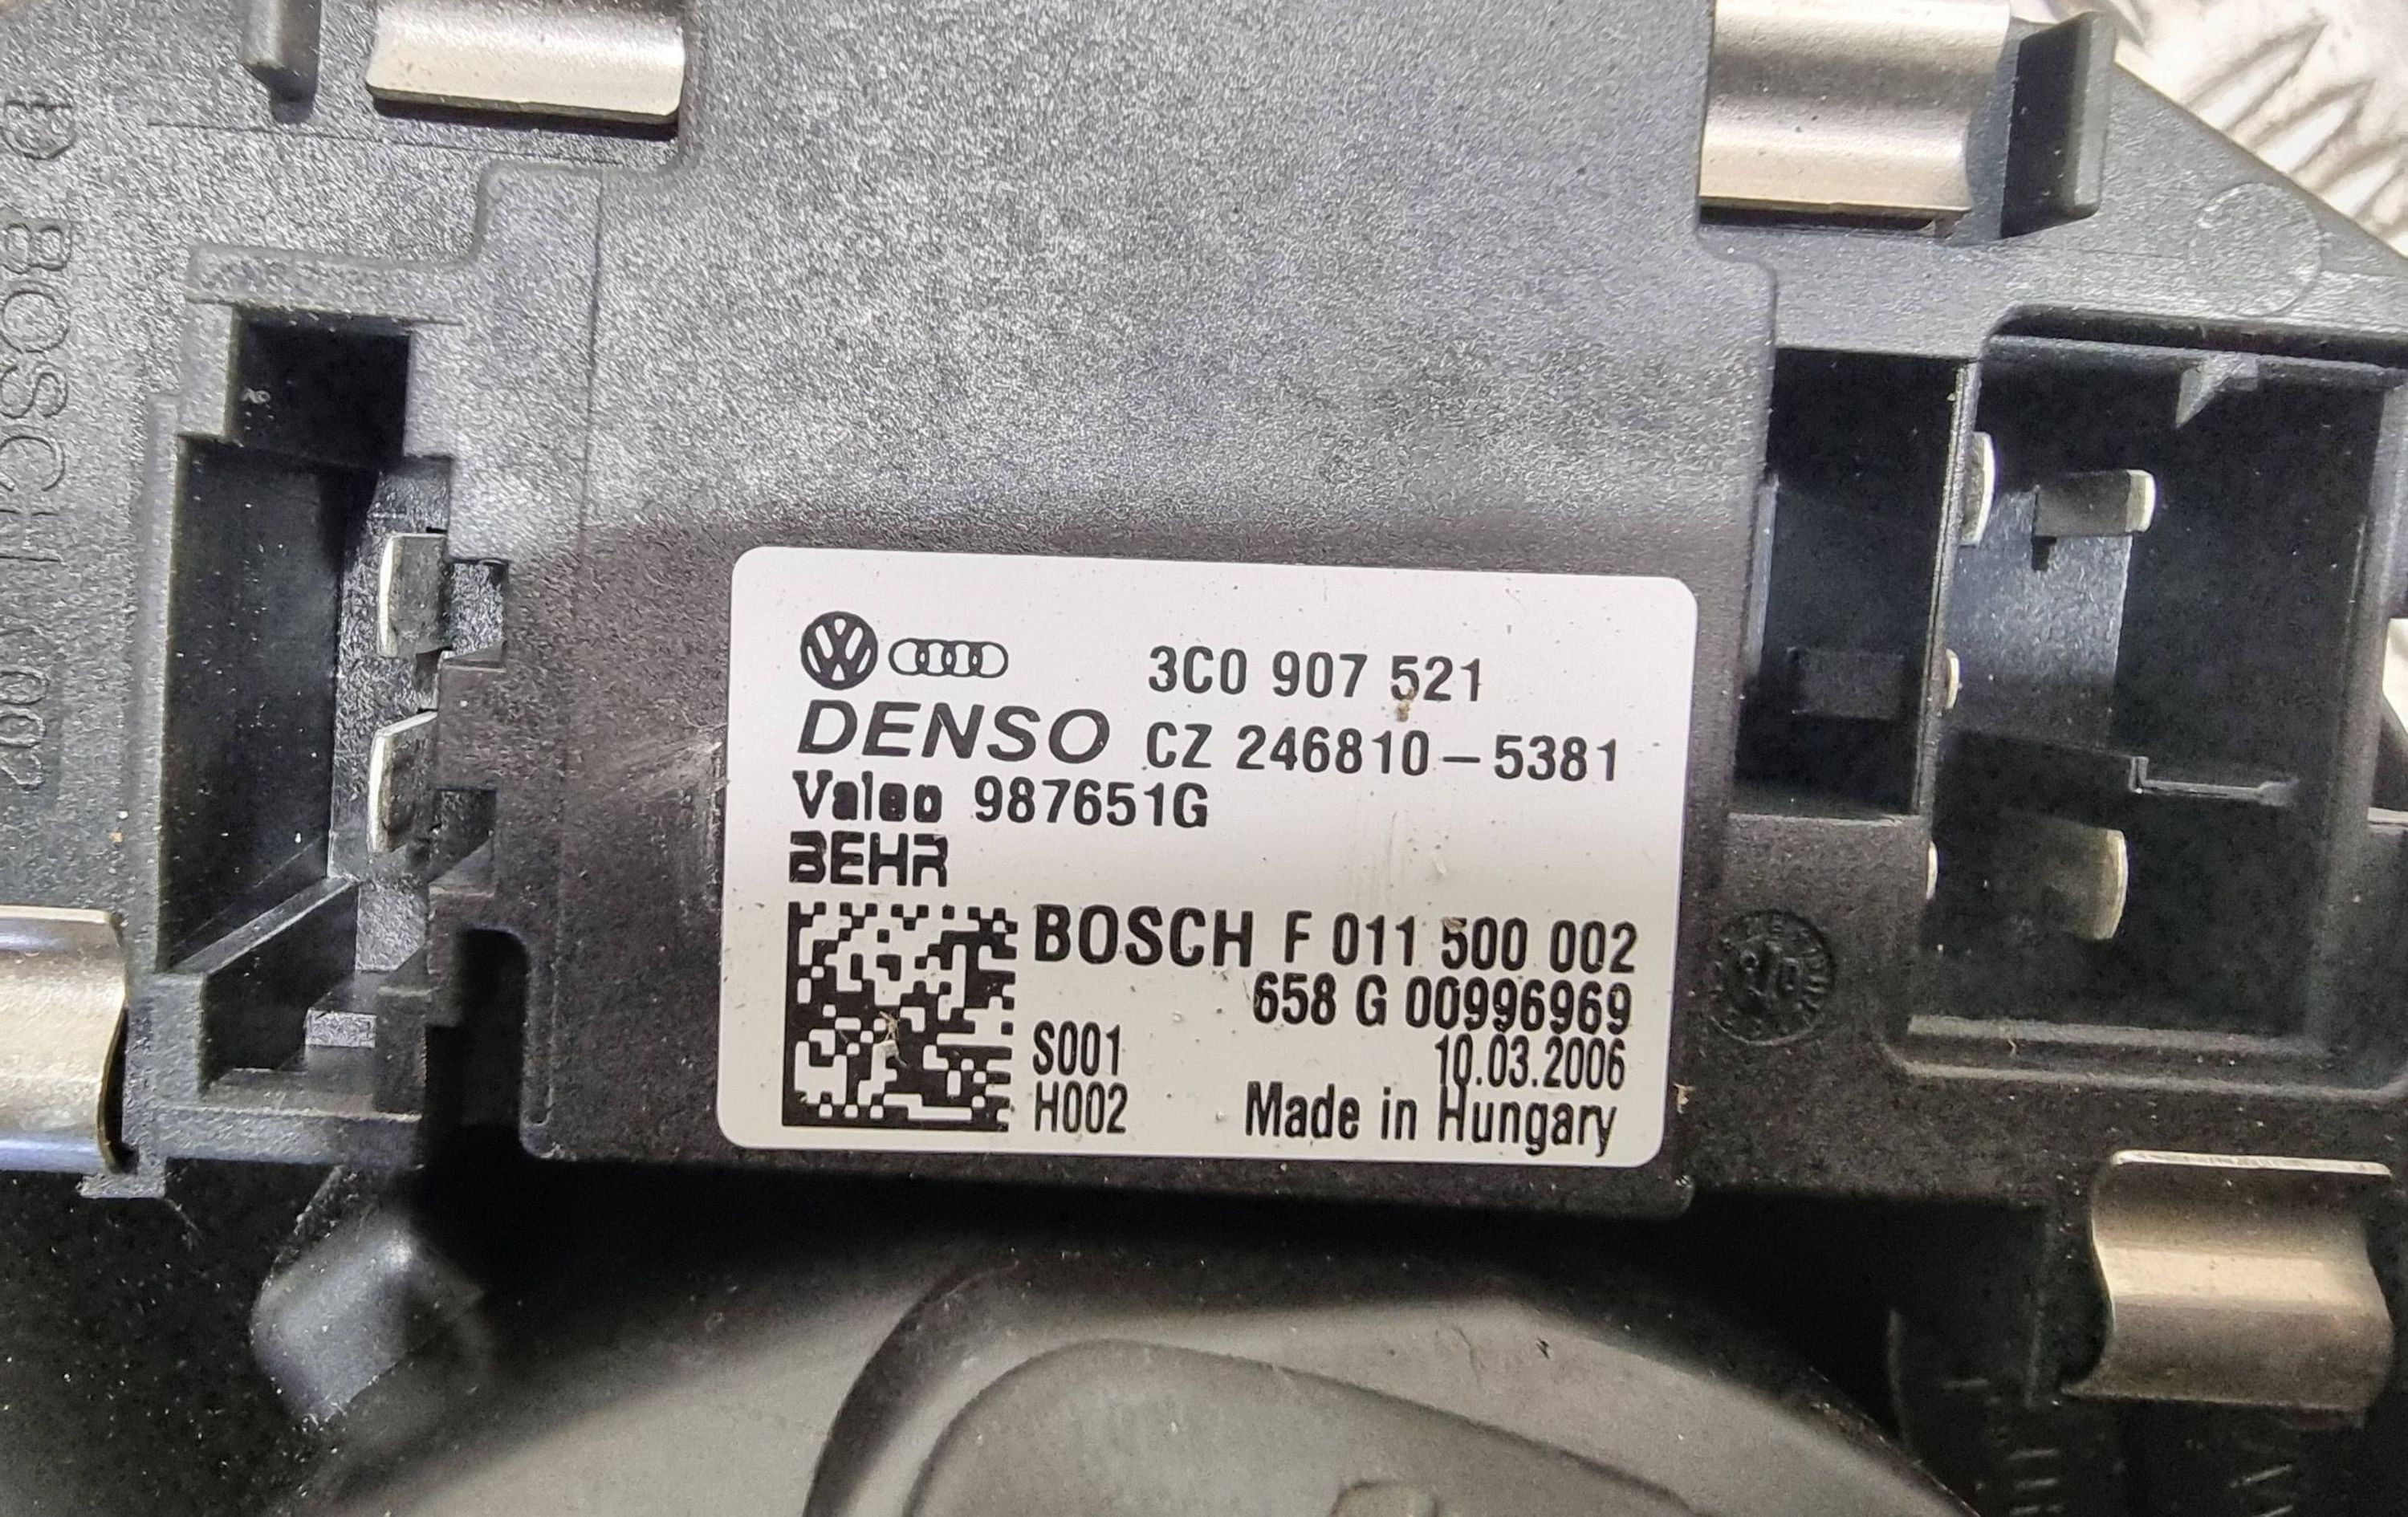 3C0 907 521
DENSO CZ 246810-5381
Valeo 987651G
BEHR
BOSCH F 011 500 002
658 G 00996969
S001 10.03.2006
H002 Made in Hungary
BOSCH